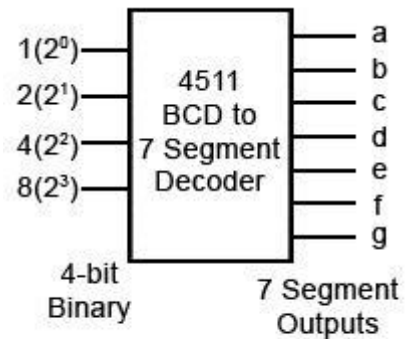 1(2⁰)
2(2¹)
4(2²)
8(2³)
4511
BCD to
7 Segment
Decoder
a
b
c
d
e
f
g
4-bit
Binary
7 Segment
Outputs